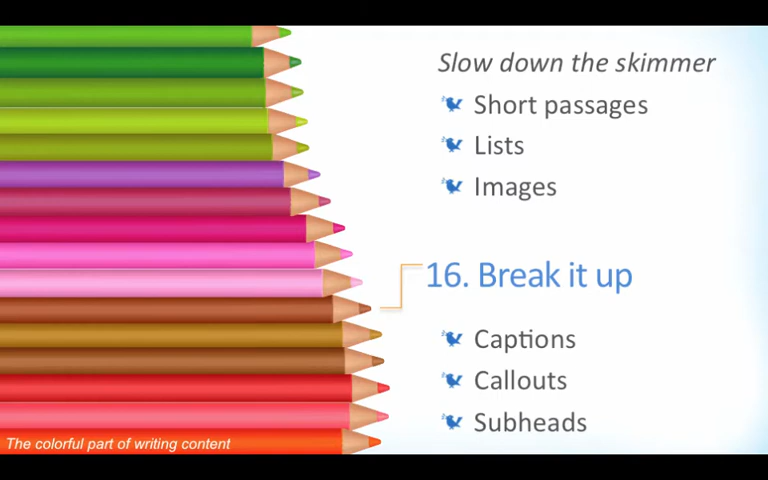 Slow down the skimmer
Short passages
Lists
Images
16. Break it up
Captions
Callouts
Subheads
The colorful part of writing content